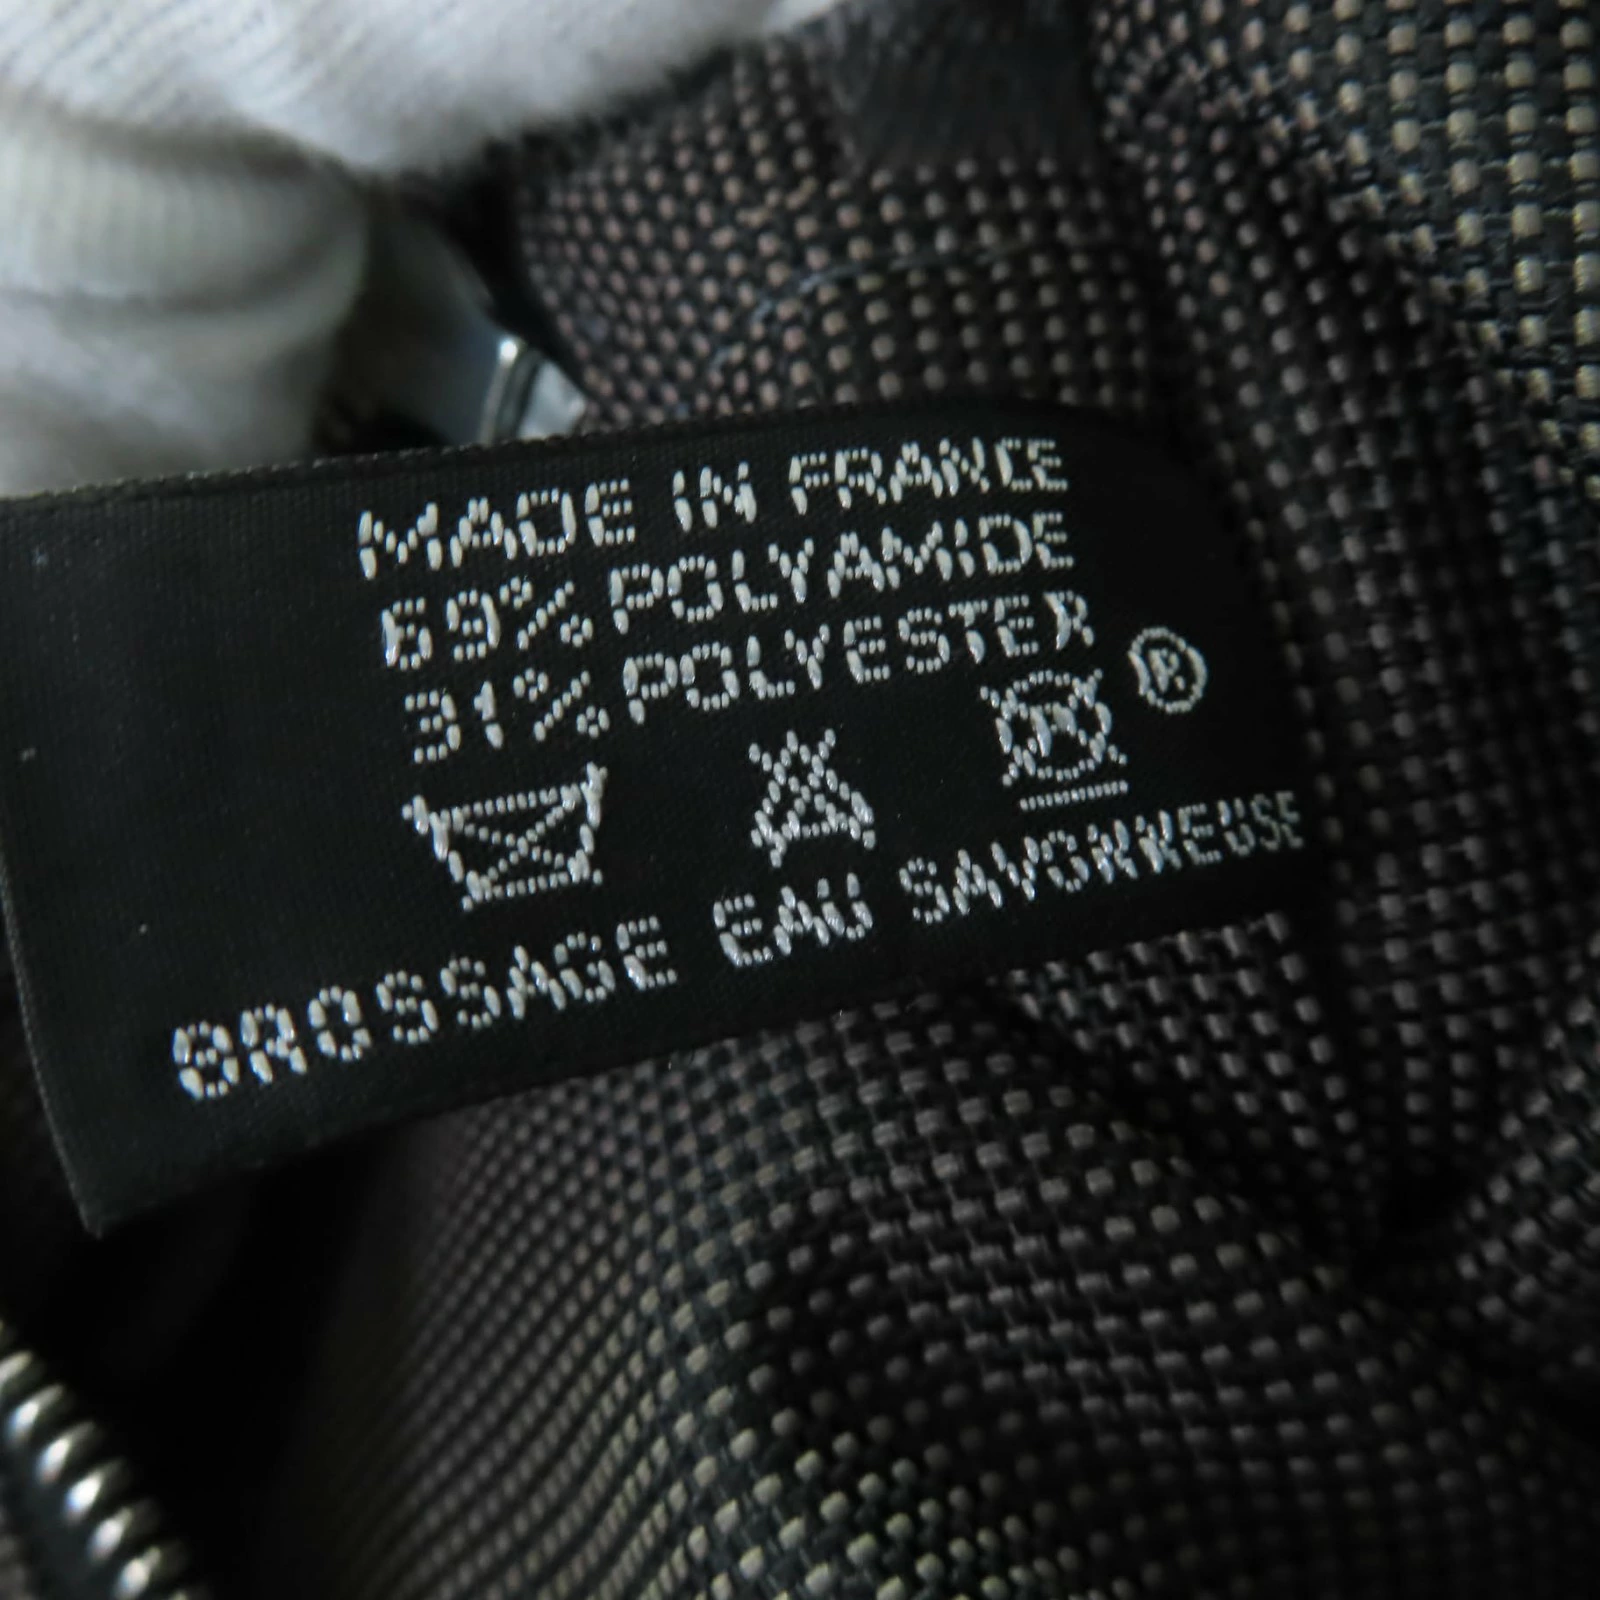 MADE IN FRANCE
69% POLYAMIDE
31% POLYESTER
®
BROSSAGE EAU SAVONNEUSE